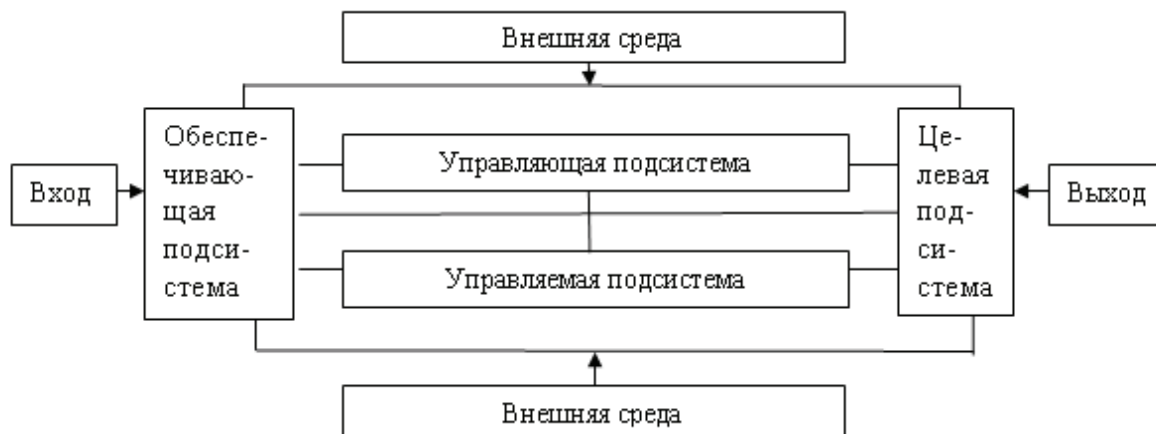 Внешняя среда
Обеспе-
чиваю-
щая
подси-
стема
Управляющая подсистема
Це-
левая
под-
си-
стема
Вход
Выход
Управляемая подсистема
Внешняя среда